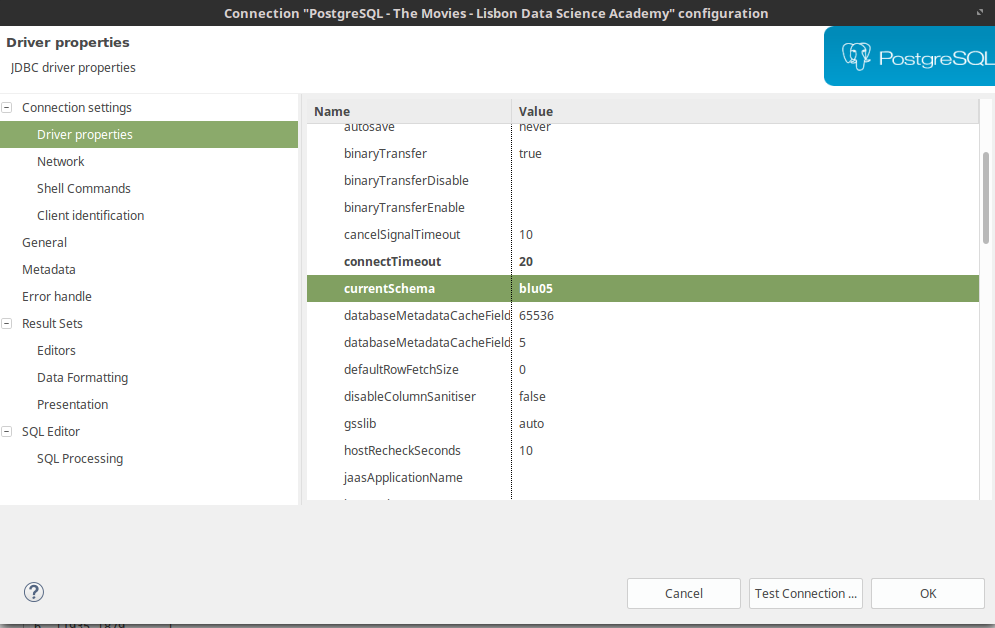 Connection "PostgreSQL - The Movies - Lisbon Data Science Academy" configuration
Driver properties
JDBC driver properties
PostgreSQL
Connection settings
Driver properties
Network
Shell Commands
Client identification
General
Metadata
Error handle
Result Sets
Editors
Data Formatting
Presentation
SQL Editor
SQL Processing
Name Value
autosave never
binaryTransfer true
binaryTransferDisable
binaryTransferEnable
cancelSignalTimeout 10
connectTimeout 20
currentSchema blu05
databaseMetadataCacheField 65536
databaseMetadataCacheField 5
defaultRowFetchSize 0
disableColumnSanitiser false
gsslib auto
hostRecheckSeconds 10
jaasApplicationName
?
Cancel
Test Connection ...
OK